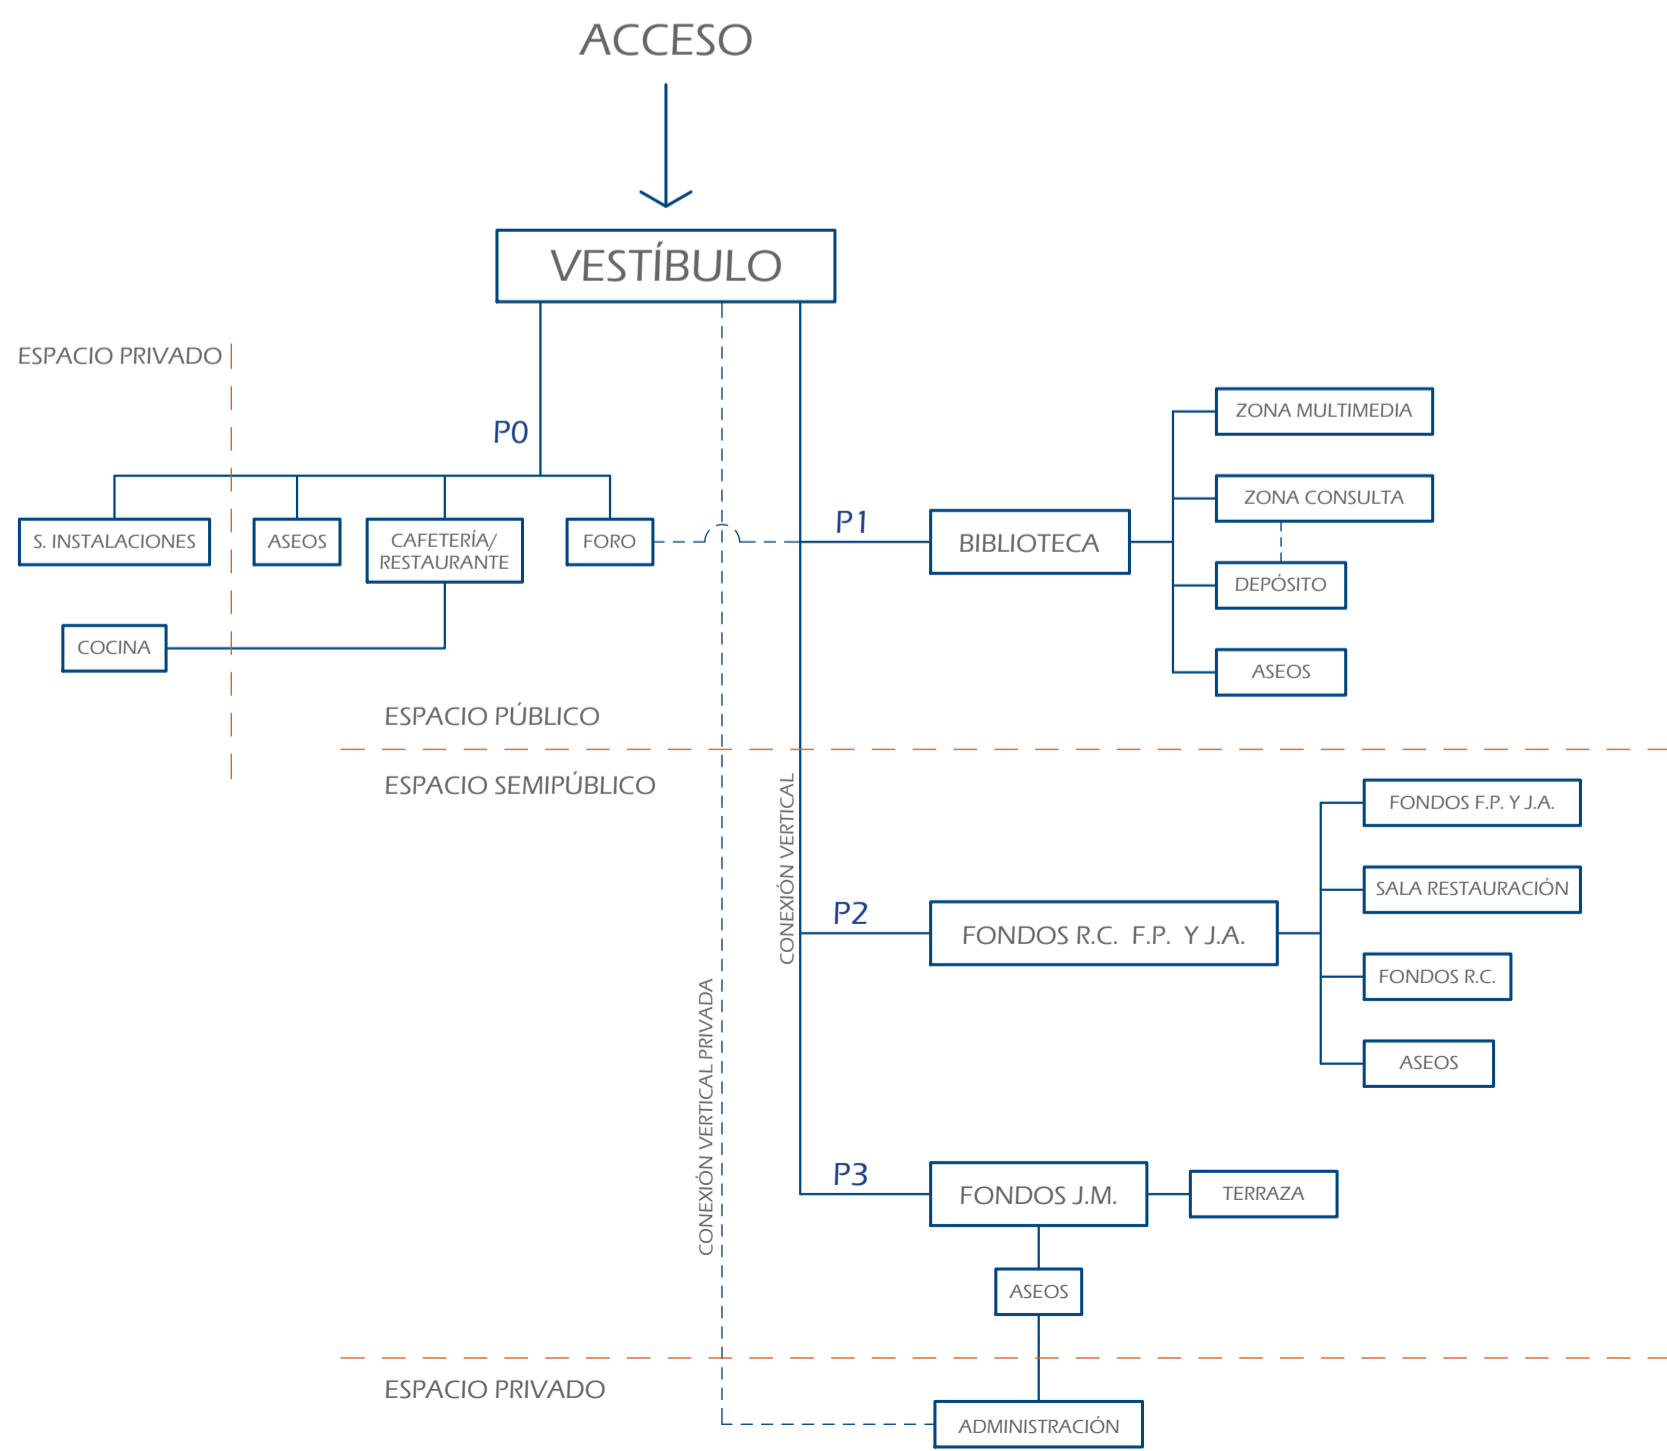 ACCESO
VESTÍBULO
ESPACIO PRIVADO
P0
S. INSTALACIONES
ASEOS
CAFETERÍA/
RESTAURANTE
FORO
COCINA
P1
BIBLIOTECA
ZONA MULTIMEDIA
ZONA CONSULTA
DEPÓSITO
ASEOS
ESPACIO PÚBLICO
ESPACIO SEMIPÚBLICO
CONEXIÓN VERTICAL
CONEXIÓN VERTICAL PRIVADA
P2
FONDOS R.C. F.P. Y J.A.
FONDOS F.P. Y J.A.
SALA RESTAURACIÓN
FONDOS R.C.
ASEOS
P3
FONDOS J.M.
TERRAZA
ASEOS
ESPACIO PRIVADO
ADMINISTRACIÓN